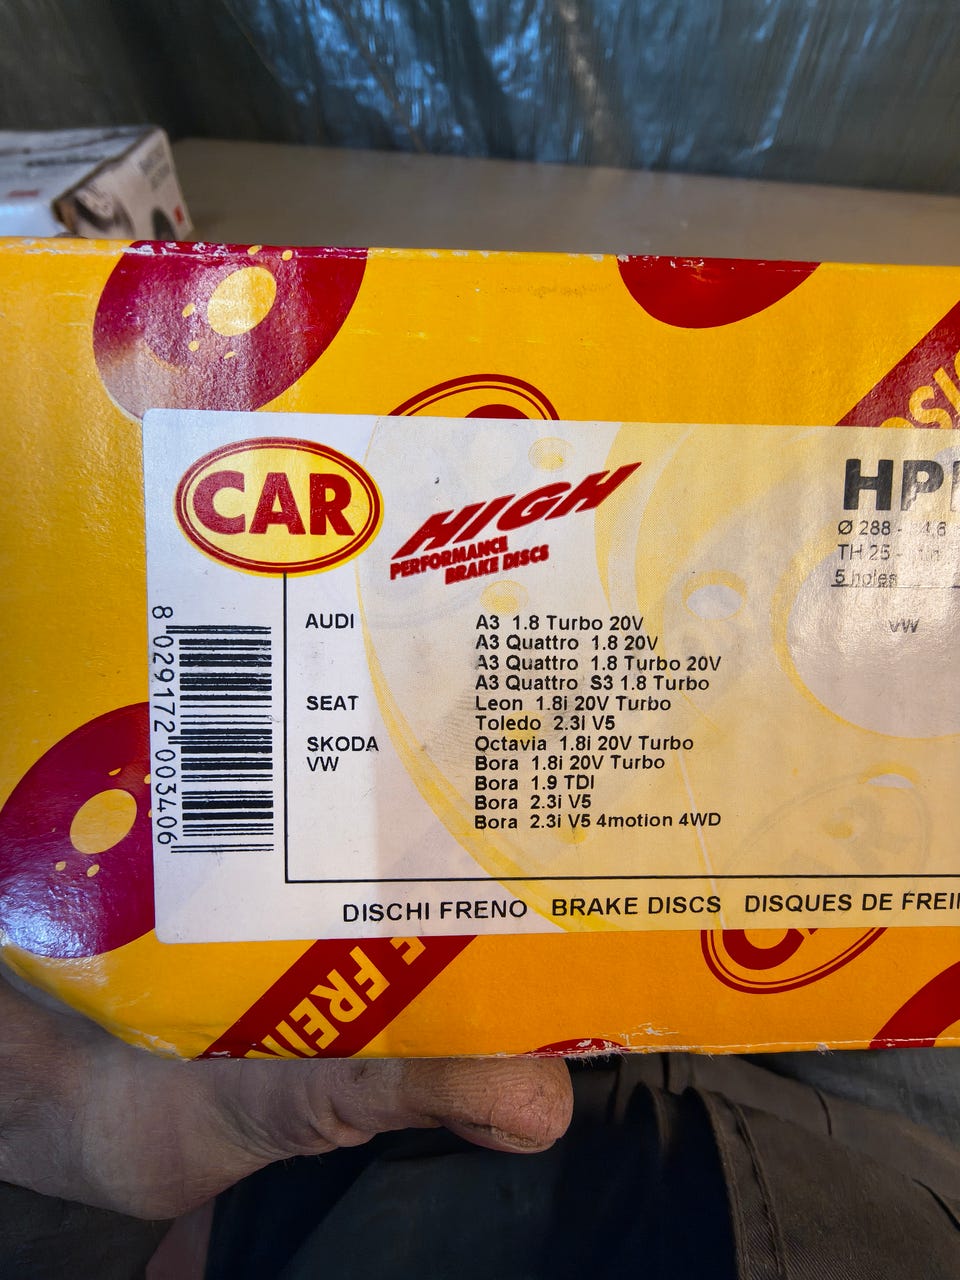 CAR
HIGH
PERFORMANCE
BRAKE DISCS
HP
Ø 288 -
TH 25 -
5 holes
VW
8 029172 003406
AUDI A3 1.8 Turbo 20V
A3 Quattro 1.8 20V
A3 Quattro 1.8 Turbo 20V
A3 Quattro S3 1.8 Turbo
SEAT Leon 1.8i 20V Turbo
Toledo 2.3i V5
SKODA Octavia 1.8i 20V Turbo
VW Bora 1.8i 20V Turbo
Bora 1.9 TDI
Bora 2.3i V5
Bora 2.3i V5 4motion 4WD
DISCHI FRENO BRAKE DISCS DISQUES DE FREI
E FREI